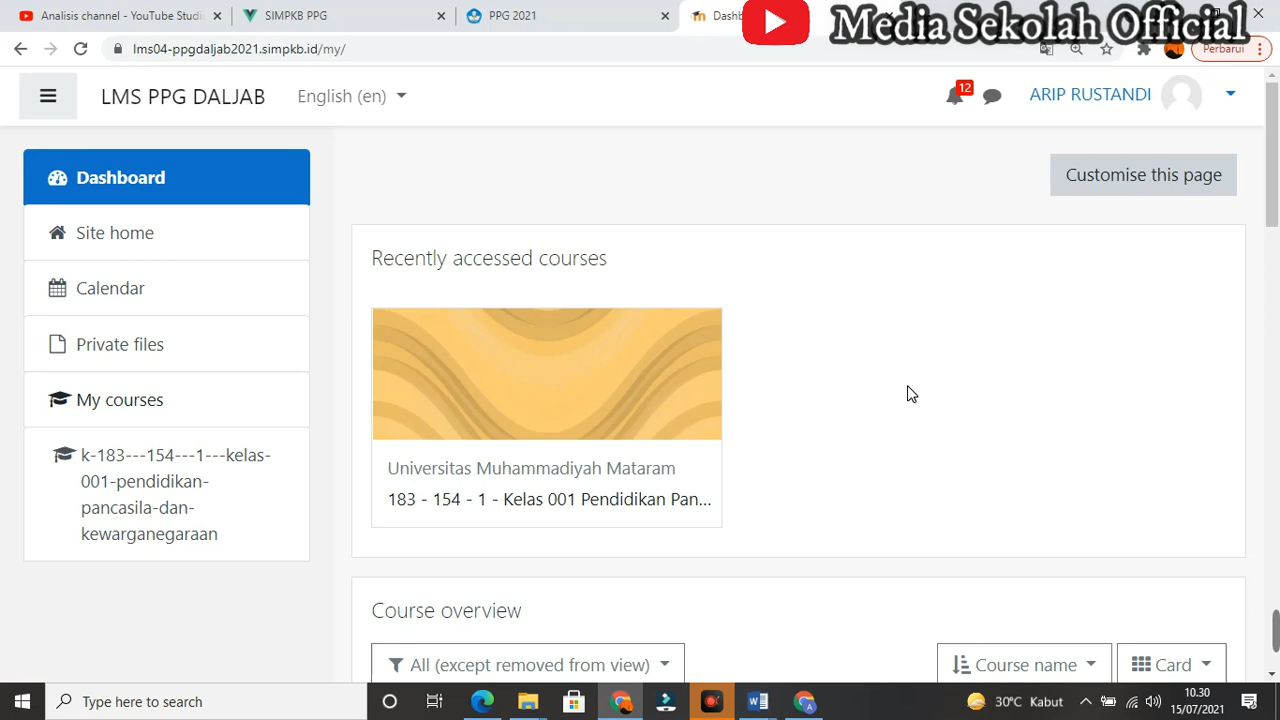 Analisis channel - YouTube Studi
SIMPKB PPG
PPG 2021
Dashb
Media Sekolah Official
lms04-ppgdaljab2021.simpkb.id/my/
Perbarui
LMS PPG DALJAB
English (en)
12
ARIP RUSTANDI
Dashboard
Customise this page
Site home
Calendar
Private files
My courses
k-183---154---1---kelas-
001-pendidikan-
pancasila-dan-
kewarganegaraan
Recently accessed courses
Universitas Muhammadiyah Mataram
183 - 154 - 1 - Kelas 001 Pendidikan Pan...
Course overview
All (except removed from view)
Course name
Card
Type here to search
30°C Kabut
10.30
15/07/2021